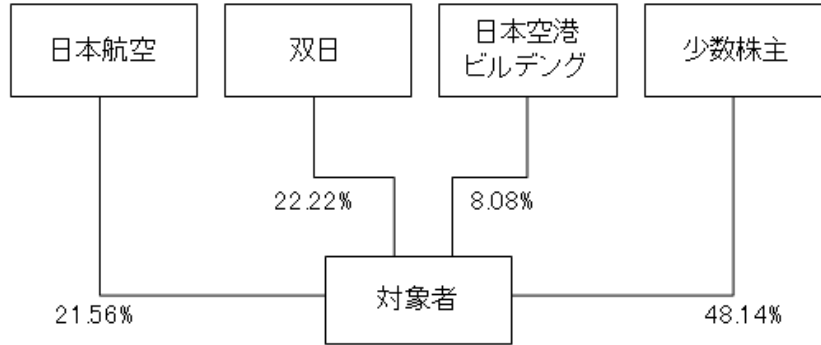 日本航空
双日
日本空港
ビルデング
少数株主
22.22%
8.08%
対象者
21.56%
48.14%